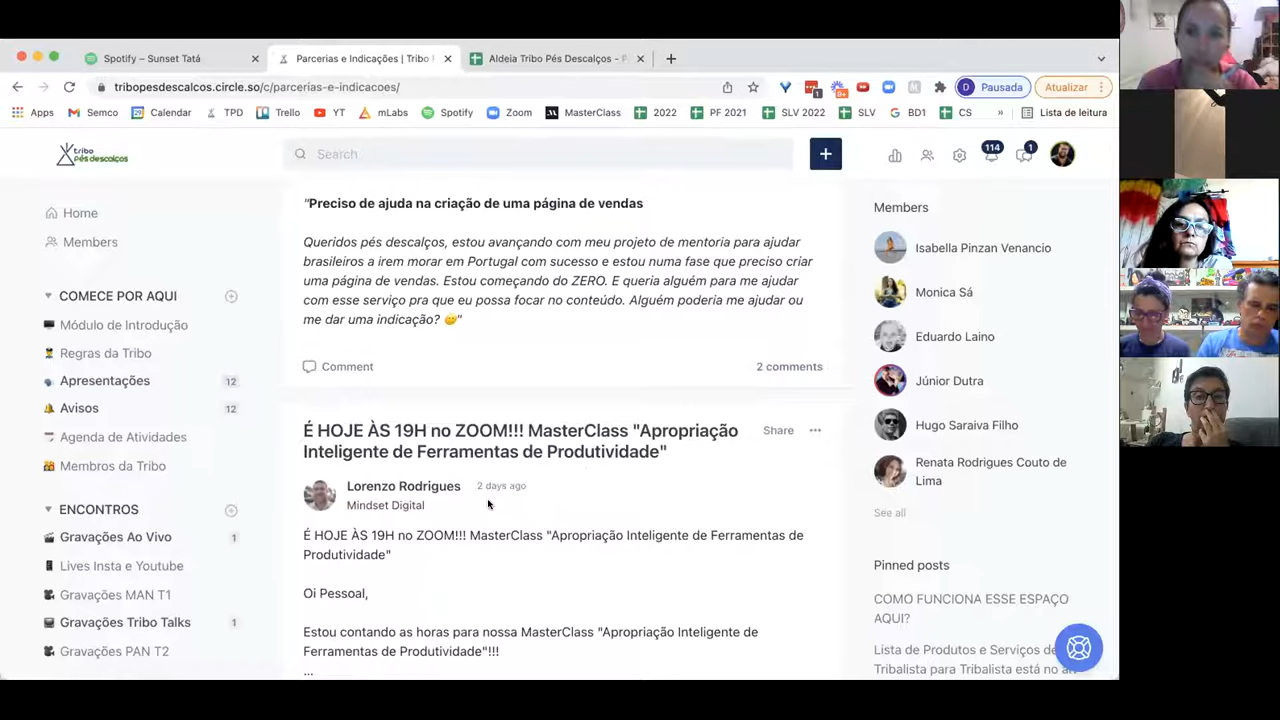 Spotify – Sunset Tatá
Parcerias e Indicações | Tribo
Aldeia Tribo Pés Descalços - P
tribopesdescocos.circle.so/c/parcerias-e-indicacoes/
1
9+
D Pausada
Atualizar
Apps
Semco
Calendar
TPD
Trello
YT
mLabs
Spotify
Zoom
MasterClass
2022
PF 2021
SLV 2022
SLV
BD1
CS
»
Lista de leitura
tribo
pés descalços
Search
114
1
Home
Members
COMECE POR AQUI
Módulo de Introdução
Regras da Tribo
Apresentações 12
Avisos 12
Agenda de Atividades
Membros da Tribo
ENCONTROS
Gravações Ao Vivo 1
Lives Insta e Youtube
Gravações MAN T1
Gravações Tribo Talks 1
Gravações PAN T2
"Preciso de ajuda na criação de uma página de vendas
Queridos pés descalços, estou avançando com meu projeto de mentoria para ajudar
brasileiros a irem morar em Portugal com sucesso e estou numa fase que preciso criar
uma página de vendas. Estou começando do ZERO. E queria alguém para me ajudar
com esse serviço pra que eu possa focar no conteúdo. Alguém poderia me ajudar ou
me dar uma indicação? 😊"
Comment
2 comments
É HOJE ÀS 19H no ZOOM!!! MasterClass "Apropriação
Inteligente de Ferramentas de Produtividade"
Share
Lorenzo Rodrigues 2 days ago
Mindset Digital
É HOJE ÀS 19H no ZOOM!!! MasterClass "Apropriação Inteligente de Ferramentas de
Produtividade"
Oi Pessoal,
Estou contando as horas para nossa MasterClass "Apropriação Inteligente de
Ferramentas de Produtividade"!!!
...
Members
Isabella Pinzan Venancio
Monica Sá
Eduardo Laino
Júnior Dutra
Hugo Saraiva Filho
Renata Rodrigues Couto de
Lima
See all
Pinned posts
COMO FUNCIONA ESSE ESPAÇO
AQUI?
Lista de Produtos e Serviços de
Tribalista para Tribalista está no